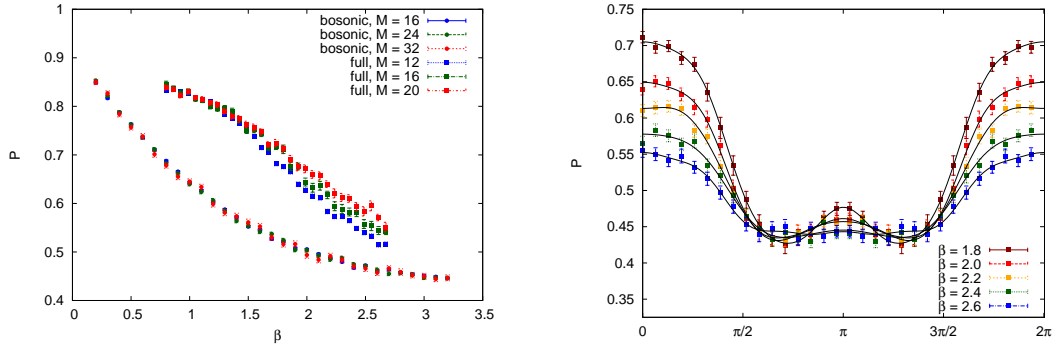 1
0.9
0.8
0.7
0.6
0.5
0.4
P
0 0.5 1 1.5 2 2.5 3 3.5
β
bosonic, M = 16
bosonic, M = 24
bosonic, M = 32
full, M = 12
full, M = 16
full, M = 20
0.75
0.7
0.65
0.6
0.55
0.5
0.45
0.4
0.35
P
0 π/2 π 3π/2 2π
β = 1.8
β = 2.0
β = 2.2
β = 2.4
β = 2.6